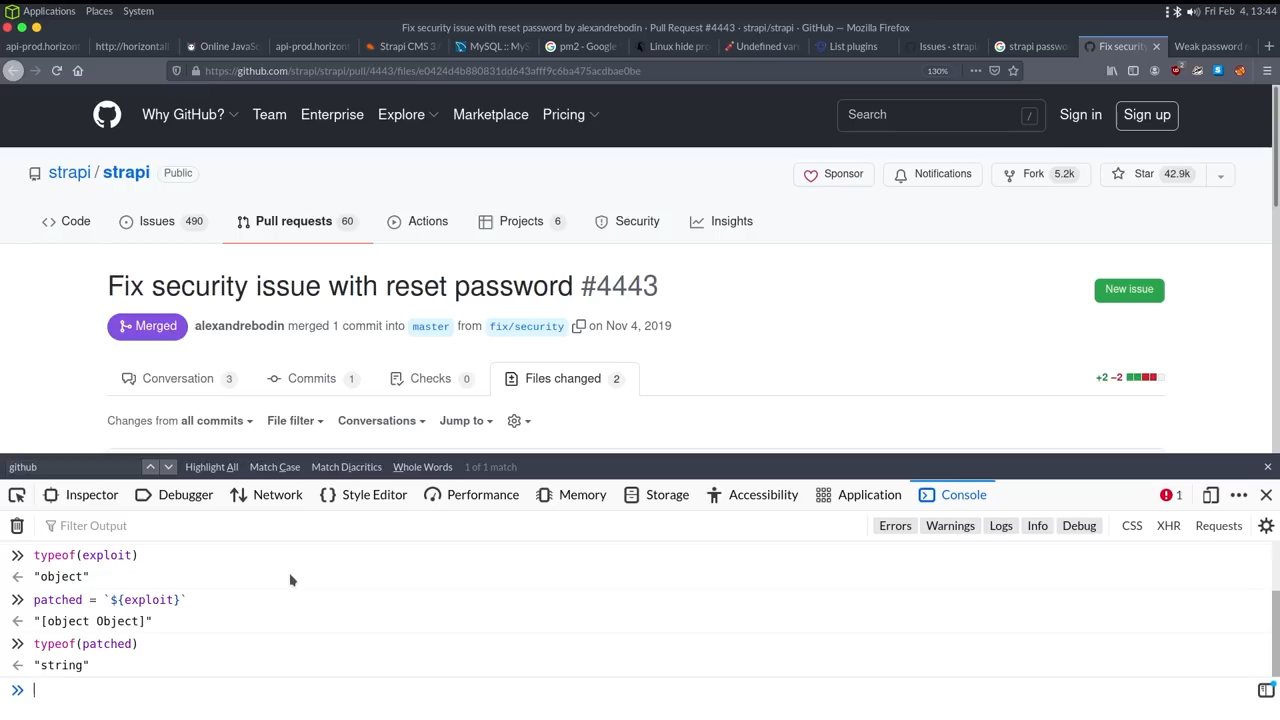 Applications Places System Fri Feb 4, 13:44
Fix security issue with reset password by alexandrebodin · Pull Request #4443 · strapi/strapi · GitHub — Mozilla Firefox
api-prod.horizont http://horizontall Online JavaSc api-prod.horizont Strapi CMS 3. MySQL :: MyS pm2 - Google Linux hide pro Undefined vari List plugins Issues · strapi strapi passwo Fix securit Weak password r
https://github.com/strapi/strapi/pull/4443/files/e0424d4b880831dd643afff9c6ba475acdbae0be 130%
Why GitHub? Team Enterprise Explore Marketplace Pricing Search / Sign in Sign up
strapi / strapi Public Sponsor Notifications Fork 5.2k Star 42.9k
Code Issues 490 Pull requests 60 Actions Projects 6 Security Insights
Fix security issue with reset password #4443
New issue
Merged alexandrebodin merged 1 commit into master from fix/security on Nov 4, 2019
Conversation 3 Commits 1 Checks 0 Files changed 2 +2 −2
Changes from all commits File filter Conversations Jump to
github Highlight All Match Case Match Diacritics Whole Words 1 of 1 match
Inspector Debugger Network Style Editor Performance Memory Storage Accessibility Application Console 1
Filter Output Errors Warnings Logs Info Debug CSS XHR Requests
typeof(exploit)
"object"
patched = `${exploit}`
"[object Object]"
typeof(patched)
"string"